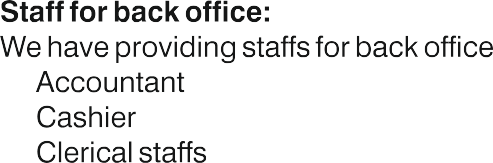 Staff for back office:
We have providing staffs for back office
Accountant
Cashier
Clerical staffs